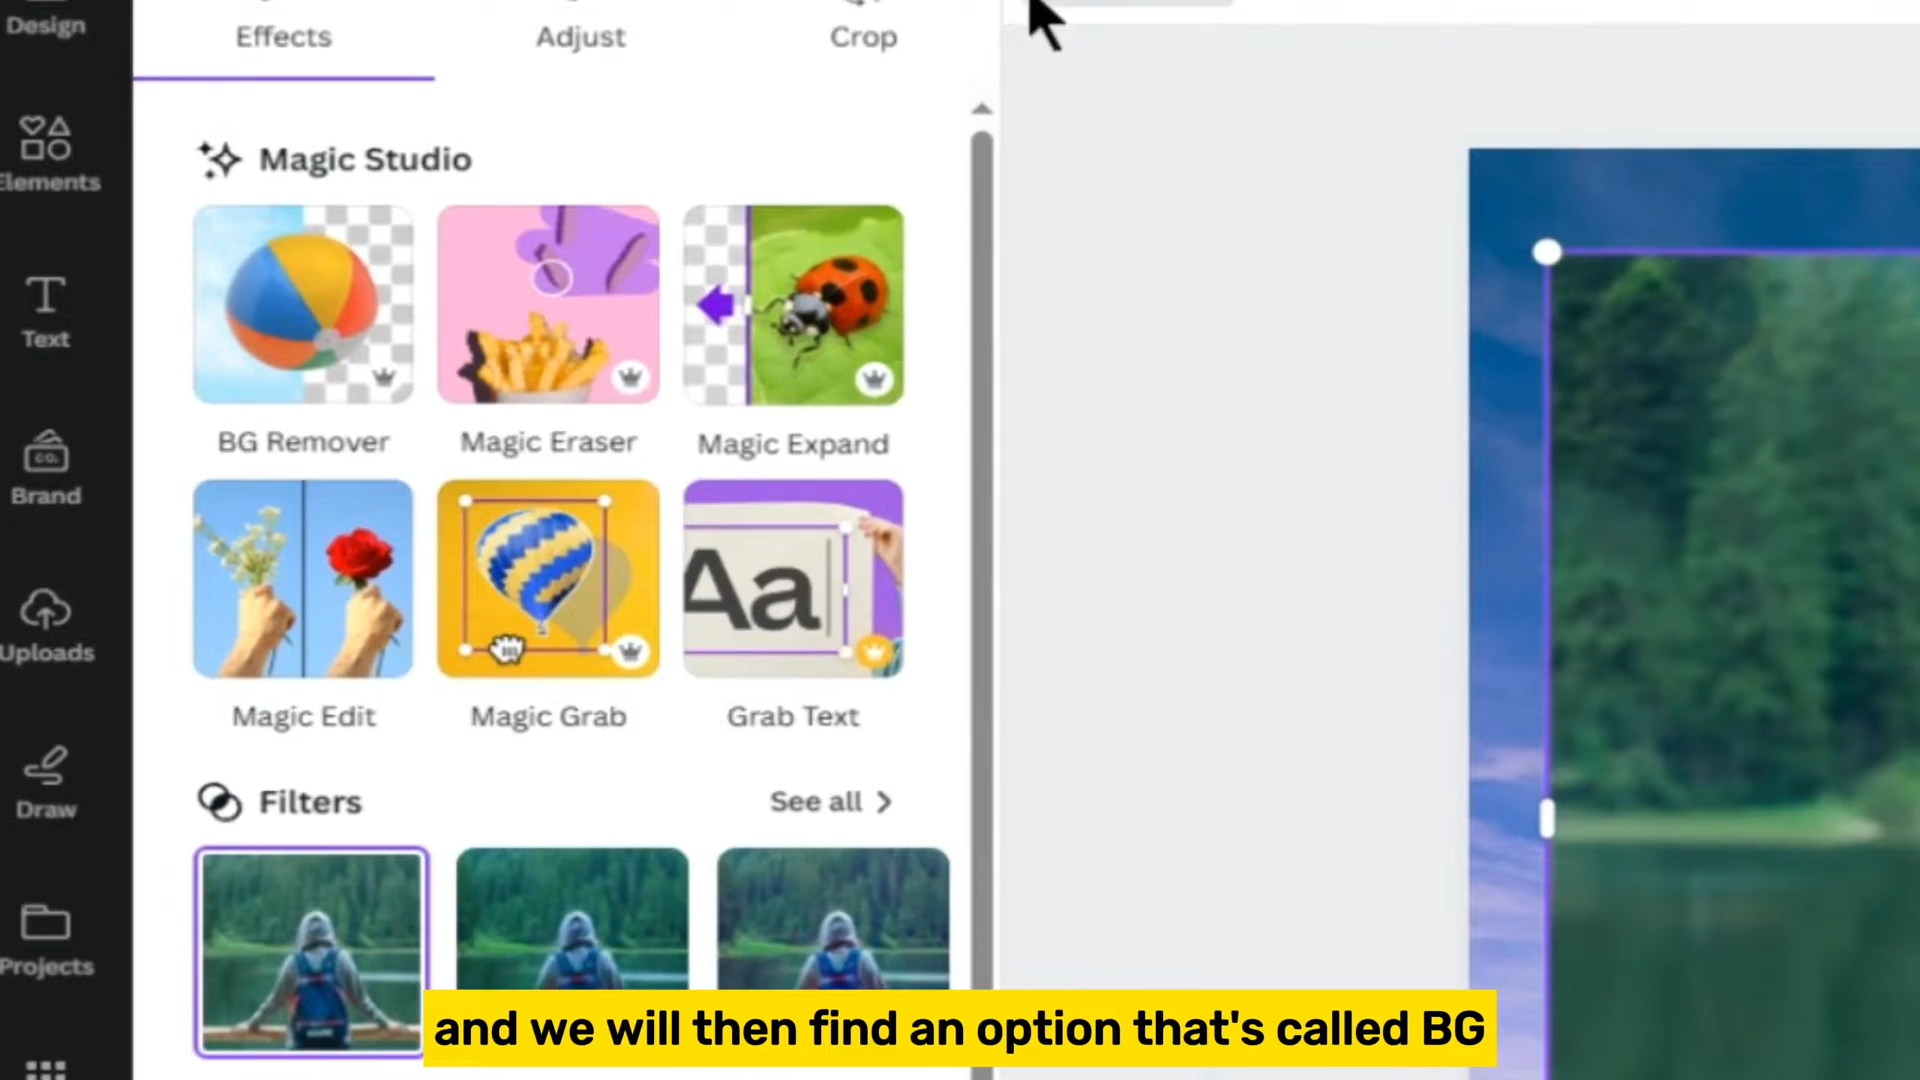 Design
Elements
Text
CO.
Brand
Uploads
Draw
Projects
Effects
Adjust
Crop
Magic Studio
BG Remover
Magic Eraser
Magic Expand
Aa
Magic Edit
Magic Grab
Grab Text
Filters
See all
and we will then find an option that's called BG